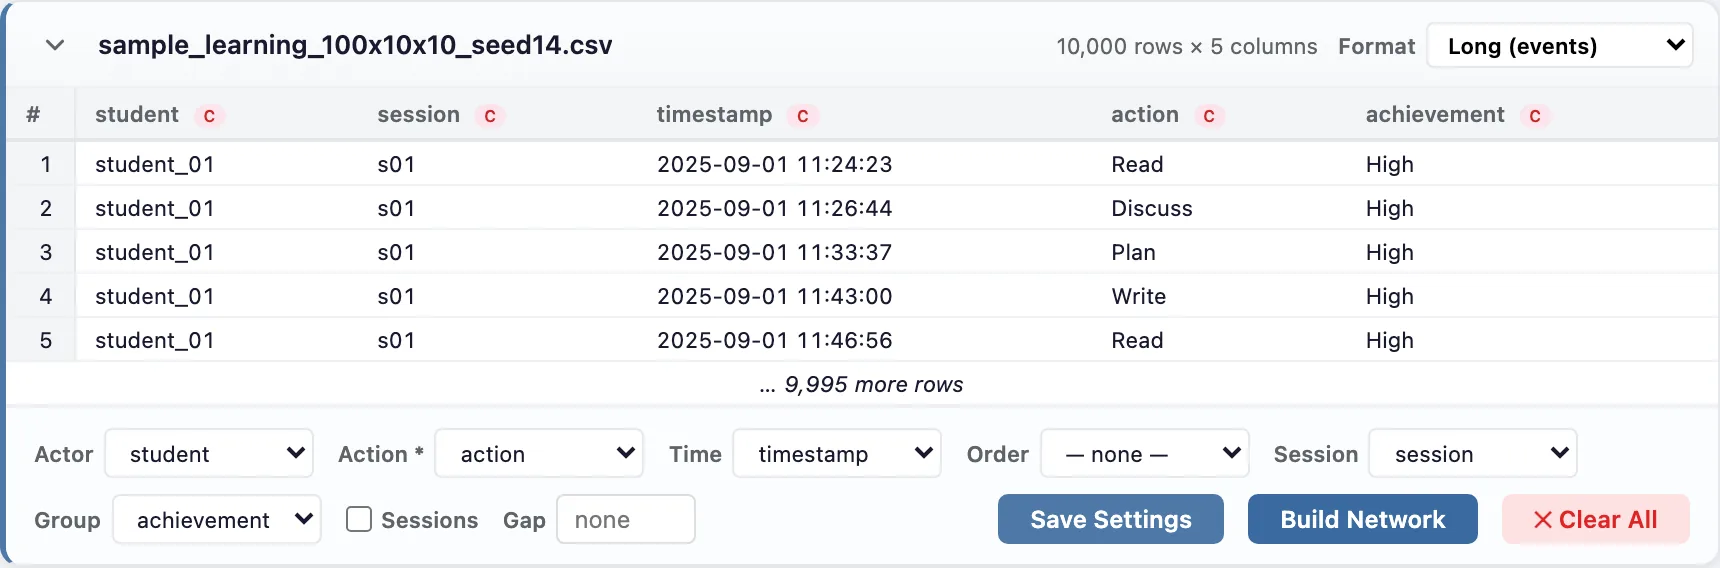 sample_learning_100x10x10_seed14.csv 10,000 rows × 5 columns Format Long (events)
# student C session C timestamp C action C achievement C
1 student_01 s01 2025-09-01 11:24:23 Read High
2 student_01 s01 2025-09-01 11:26:44 Discuss High
3 student_01 s01 2025-09-01 11:33:37 Plan High
4 student_01 s01 2025-09-01 11:43:00 Write High
5 student_01 s01 2025-09-01 11:46:56 Read High
... 9,995 more rows
Actor student Action * action Time timestamp Order — none — Session session
Group achievement Sessions Gap none Save Settings Build Network × Clear All